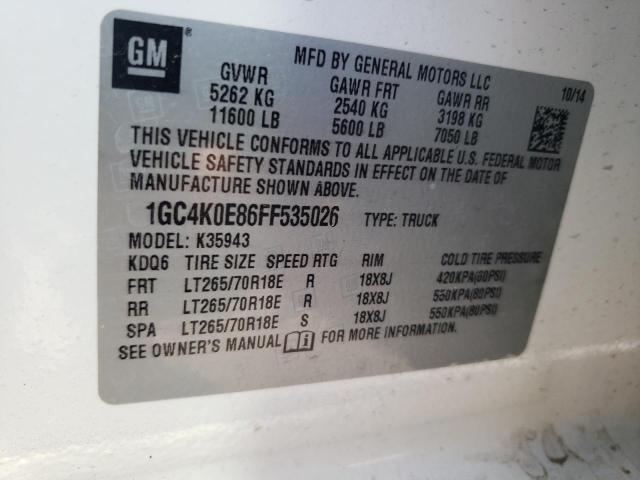 GM ®
MFD BY GENERAL MOTORS LLC
10/14
GVWR GAWR FRT GAWR RR
5262 KG 2540 KG 3198 KG
11600 LB 5600 LB 7050 LB
THIS VEHICLE CONFORMS TO ALL APPLICABLE U.S. FEDERAL MOTOR
VEHICLE SAFETY STANDARDS IN EFFECT ON THE DATE OF
MANUFACTURE SHOWN ABOVE.
1GC4K0E86FF535026 TYPE: TRUCK
MODEL: K35943
KDQ6 TIRE SIZE SPEED RTG RIM COLD TIRE PRESSURE
FRT LT265/70R18E R 18X8J 420KPA(60PSI)
RR LT265/70R18E R 18X8J 550KPA(80PSI)
SPA LT265/70R18E S 18X8J 550KPA(80PSI)
SEE OWNER'S MANUAL i FOR MORE INFORMATION.